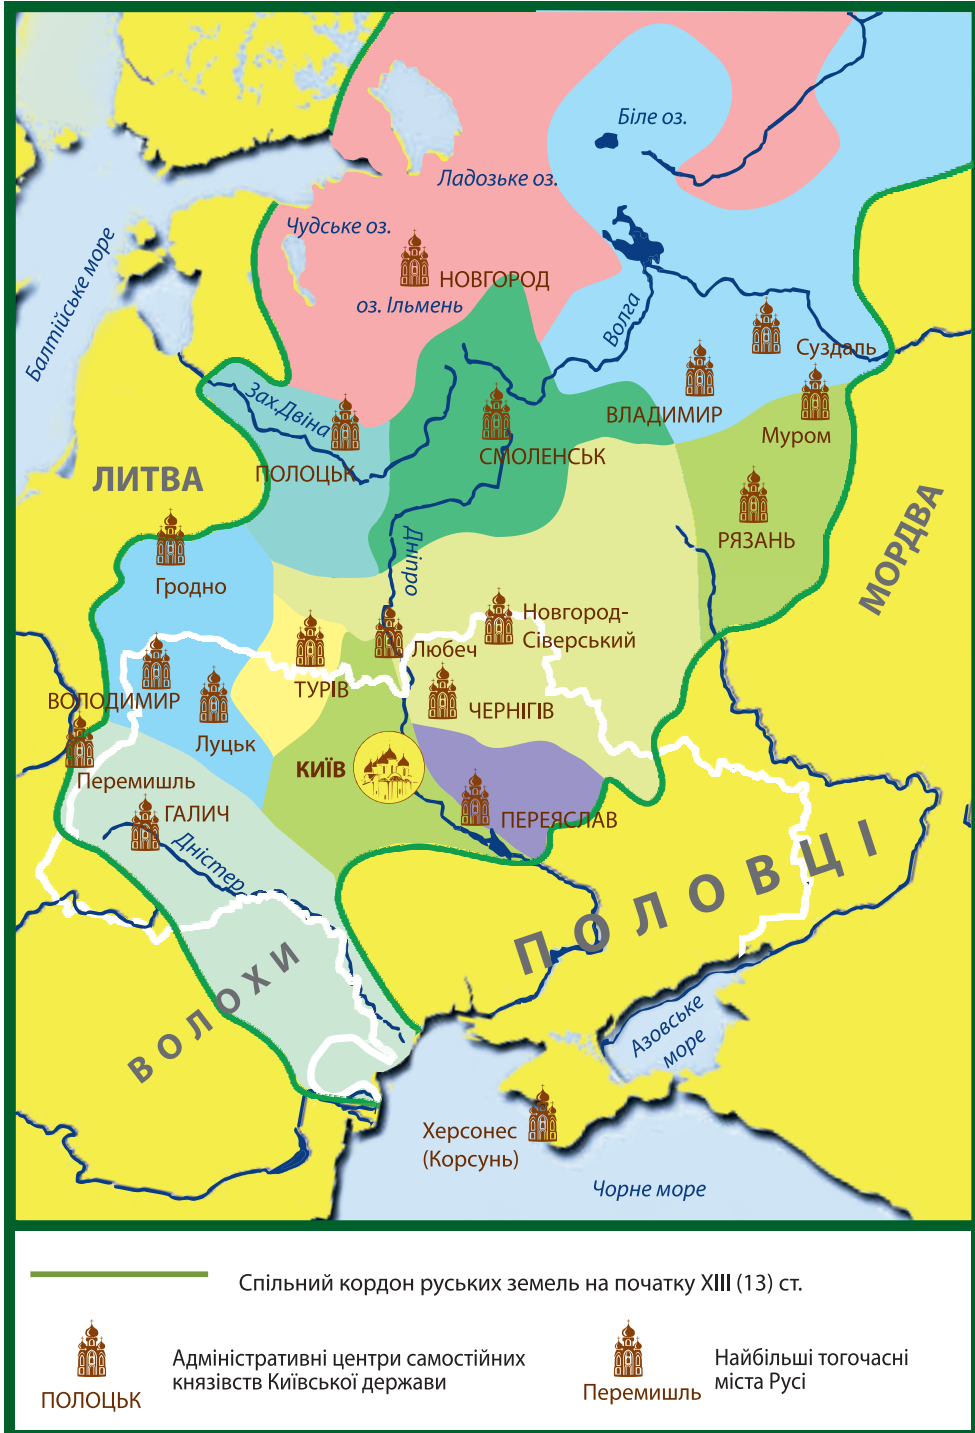 Біле оз.
Ладозьке оз.
Чудське оз.
НОВГОРОД
оз. Ільмень
Балтійське море
Волга
Суздаль
Зах.Двіна
ВЛАДИМИР
Муром
СМОЛЕНСЬК
ПОЛОЦЬК
ЛИТВА
РЯЗАНЬ
МОРДВА
Дніпро
Гродно
Новгород-
Сіверський
Любеч
ТУРІВ
ВОЛОДИМИР
ЧЕРНІГІВ
Луцьк
КИЇВ
Перемишль
ГАЛИЧ
ПЕРЕЯСЛАВ
Дністер
ПОЛОВЦІ
ВОЛОХИ
Азовське
море
Херсонес
(Корсунь)
Чорне море
Спільний кордон руських земель на початку XIII (13) ст.
Адміністративні центри самостійних
князівств Київської держави
ПОЛОЦЬК
Найбільші тогочасні
міста Русі
Перемишль